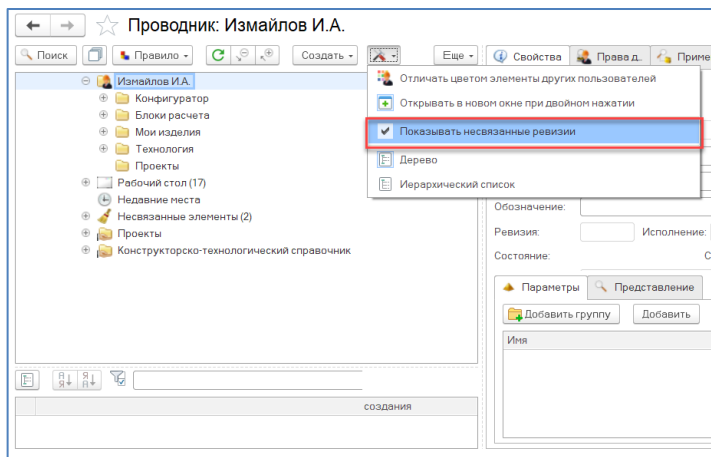 Проводник: Измайлов И.А.
Поиск Правило Создать Еще Свойства Права д. Приме
Измайлов И.А.
Конфигуратор
Блоки расчета
Мои изделия
Технология
Проекты
Рабочий стол (17)
Недавние места
Несвязанные элементы (2)
Проекты
Конструкторско-технологический справочник
Отличать цветом элементы других пользователей
Открывать в новом окне при двойном нажатии
Показывать несвязанные ревизии
Дерево
Иерархический список
Обозначение:
Ревизия: Исполнение:
Состояние: С
Параметры Представление
Добавить группу Добавить
Имя
создания